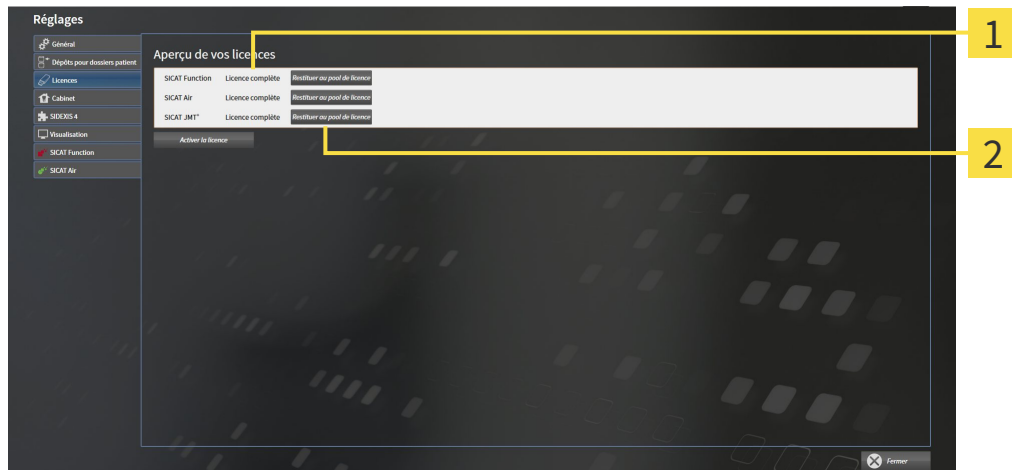 Réglages
Général
Dépôts pour dossiers patient
Licences
Cabinet
SIDEXIS 4
Visualisation
SICAT Function
SICAT Air
Aperçu de vos licences
SICAT Function Licence complète Restituer au pool de licence
SICAT Air Licence complète Restituer au pool de licence
SICAT JMT⁺ Licence complète Restituer au pool de licence
Activer la licence
Fermer
1
2